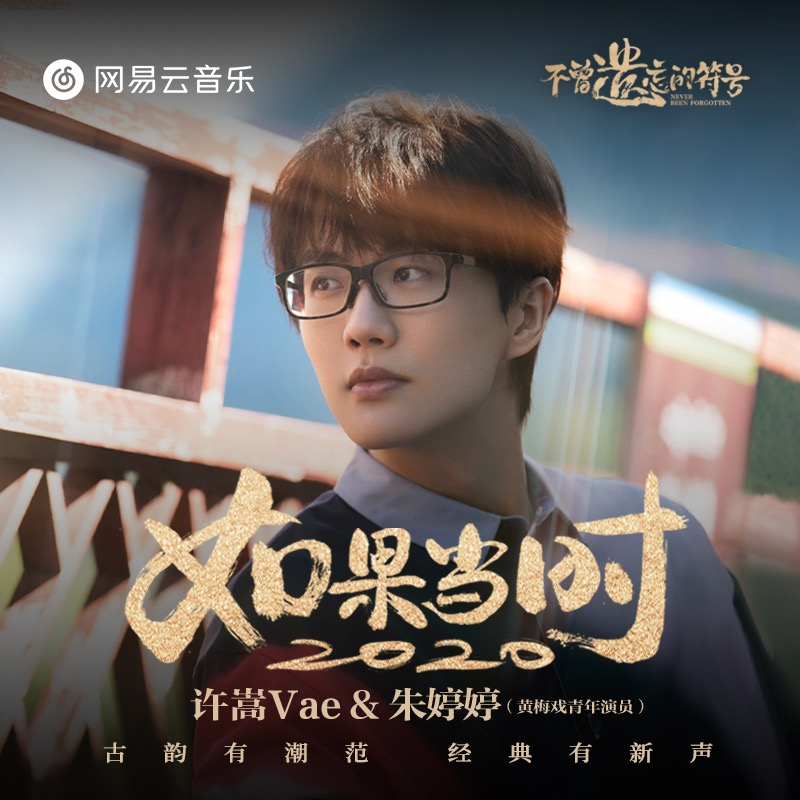 网易云音乐
不曾遗忘的符号
NEVER
BEEN FORGOTTEN
如果当时
2020
许嵩Vae & 朱婷婷（黄梅戏青年演员）
古韵有潮范 经典有新声